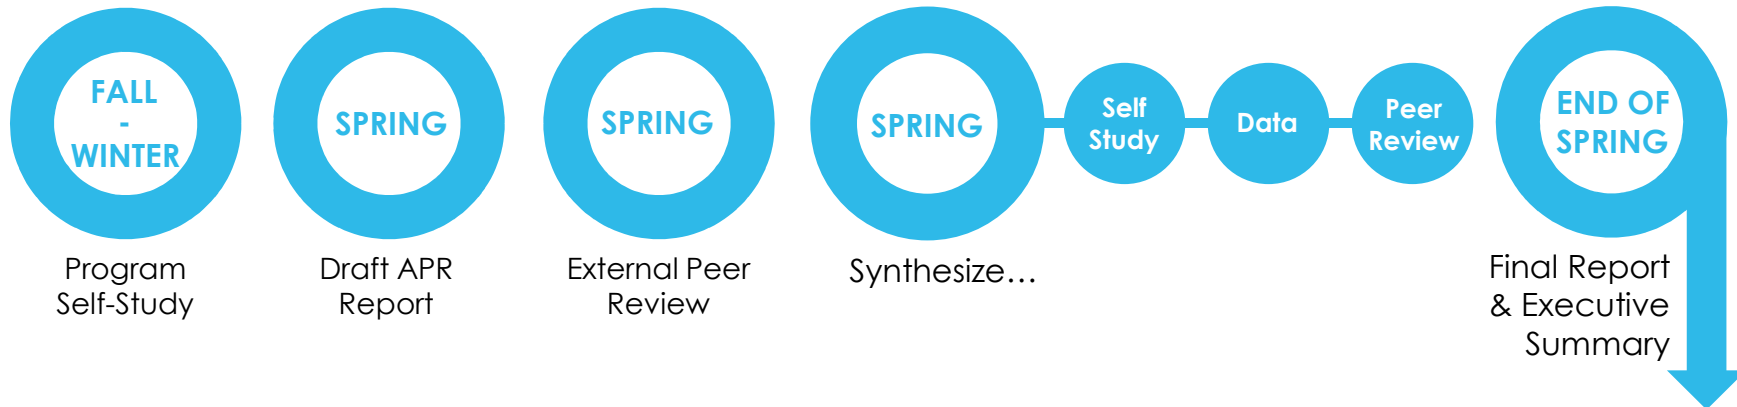 FALL
-
WINTER
Program
Self-Study
SPRING
Draft APR
Report
SPRING
External Peer
Review
SPRING
Synthesize...
Self
Study
Data
Peer
Review
END OF
SPRING
Final Report
& Executive
Summary